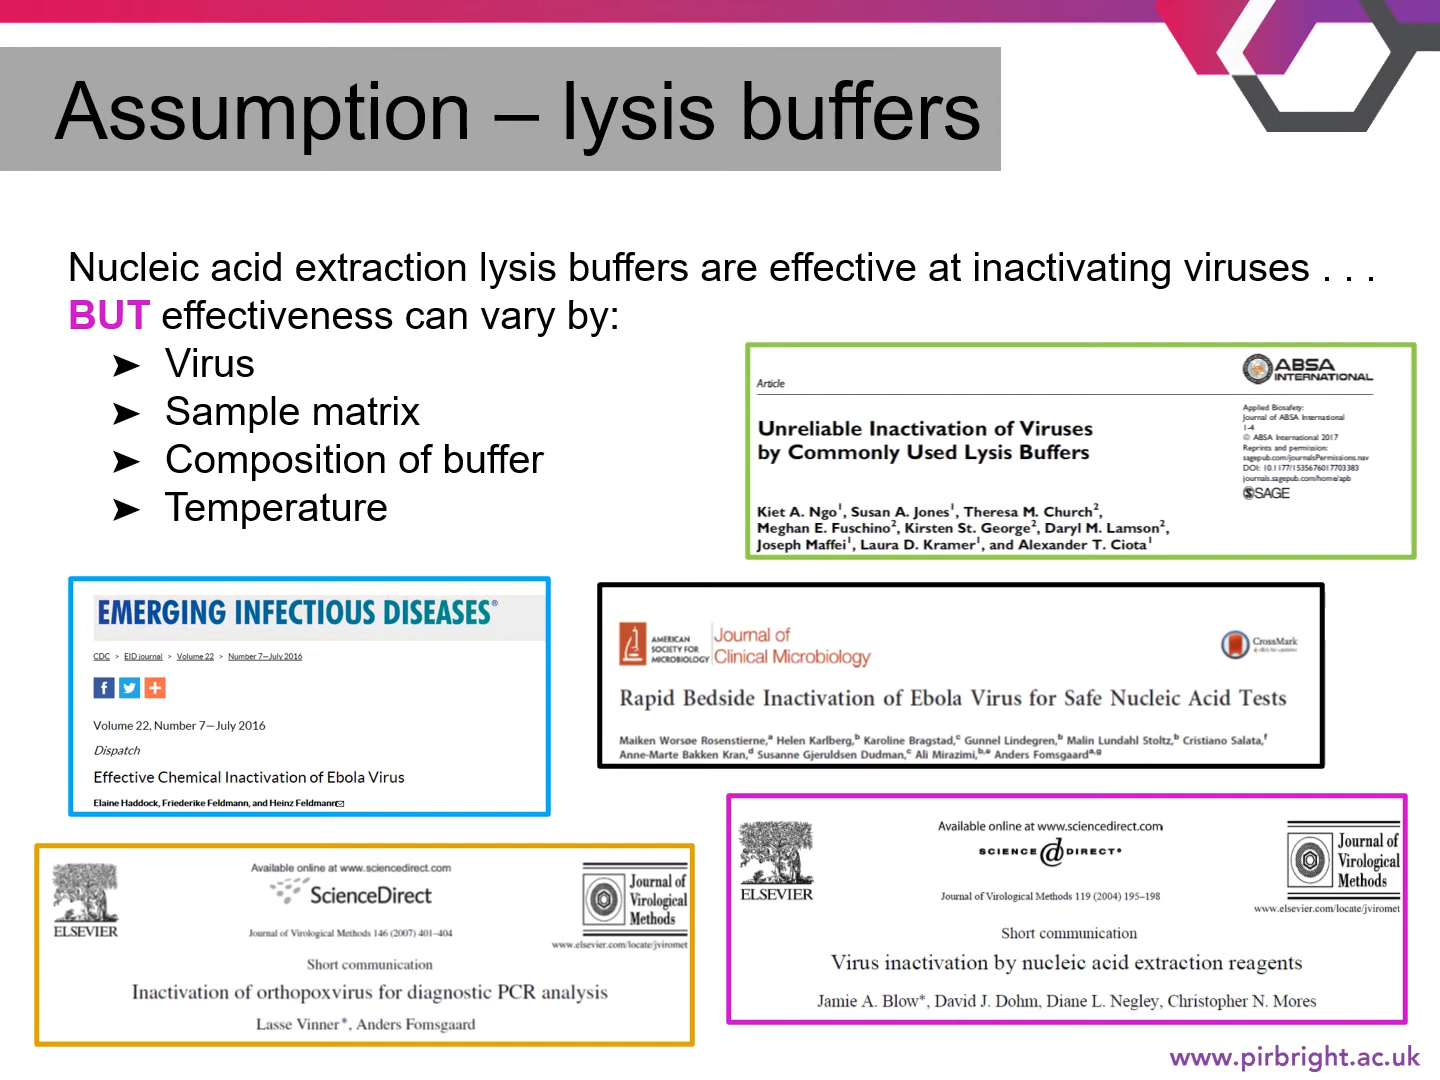 Assumption – lysis buffers
Nucleic acid extraction lysis buffers are effective at inactivating viruses . . .
BUT effectiveness can vary by:
➤ Virus
➤ Sample matrix
➤ Composition of buffer
➤ Temperature
ABSA
INTERNATIONAL
Article
Applied Biosafety:
Journal of ABSA International
1-4
© ABSA International 2017
Reprints and permission:
sagepub.com/journalsPermissions.nav
DOI: 10.1177/1535676017703383
journals.sagepub.com/home/apb
SAGE
Unreliable Inactivation of Viruses
by Commonly Used Lysis Buffers
Kiet A. Ngo¹, Susan A. Jones¹, Theresa M. Church²,
Meghan E. Fuschino², Kirsten St. George², Daryl M. Lamson²,
Joseph Maffei¹, Laura D. Kramer¹, and Alexander T. Ciota¹
EMERGING INFECTIOUS DISEASES®
CDC > EID journal > Volume 22 > Number 7—July 2016
Volume 22, Number 7—July 2016
Dispatch
Effective Chemical Inactivation of Ebola Virus
Elaine Haddock, Friederike Feldmann, and Heinz Feldmann
AMERICAN
SOCIETY FOR
MICROBIOLOGY
Journal of
Clinical Microbiology
CrossMark
Rapid Bedside Inactivation of Ebola Virus for Safe Nucleic Acid Tests
Maiken Worsøe Rosenstierne,ᵃ Helen Karlberg,ᵇ Karoline Bragstad,ᶜ Gunnel Lindegren,ᵇ Malin Lundahl Stoltz,ᵇ Cristiano Salata,ᶠ
Anne-Marte Bakken Kran,ᵈ Susanne Gjeruldsen Dudman,ᶜ Ali Mirazimi,ᵇ,ᵉ Anders Fomsgaardᵃ,ᵍ
ELSEVIER
Available online at www.sciencedirect.com
ScienceDirect
Journal of Virological Methods 146 (2007) 401–404
Journal of
Virological
Methods
www.elsevier.com/locate/jviromet
Short communication
Inactivation of orthopoxvirus for diagnostic PCR analysis
Lasse Vinner*, Anders Fomsgaard
ELSEVIER
Available online at www.sciencedirect.com
SCIENCE @ DIRECT®
Journal of Virological Methods 119 (2004) 195–198
Journal of
Virological
Methods
www.elsevier.com/locate/jviromet
Short communication
Virus inactivation by nucleic acid extraction reagents
Jamie A. Blow*, David J. Dohm, Diane L. Negley, Christopher N. Mores
www.pirbright.ac.uk